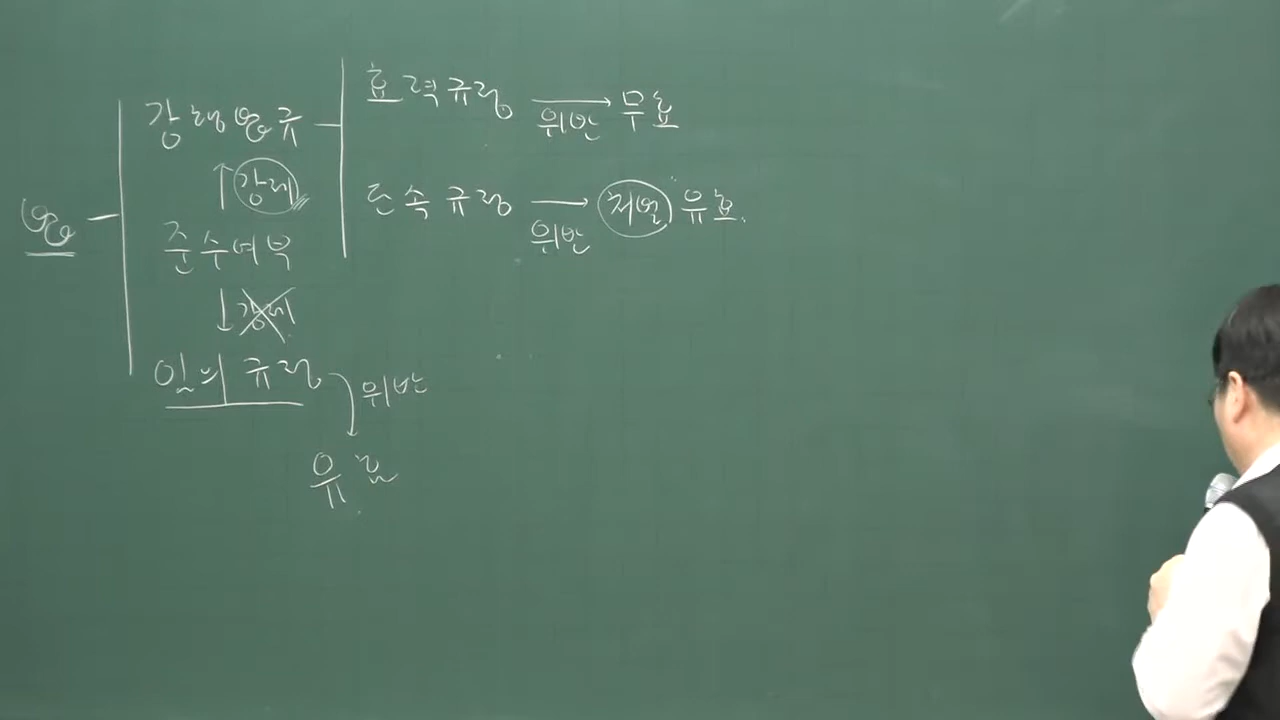 법
강행법규
강제
준수여부
강제
임의 규정
위반
유효
효력규정
위반
무효
단속규정
위반
처벌
유효.